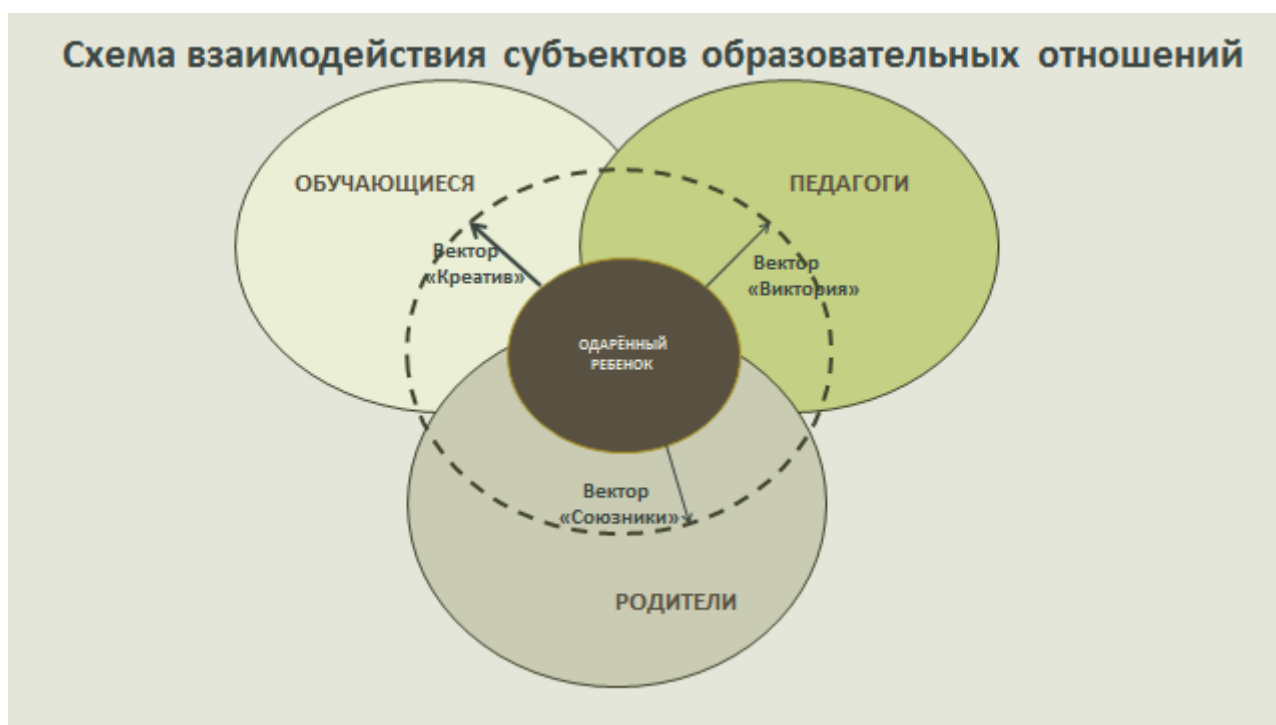 Схема взаимодействия субъектов образовательных отношений
ОБУЧАЮЩИЕСЯ
ПЕДАГОГИ
Вектор
«Креатив»
Вектор
«Виктория»
ОДАРЁННЫЙ
РЕБЕНОК
Вектор
«Союзники»
РОДИТЕЛИ